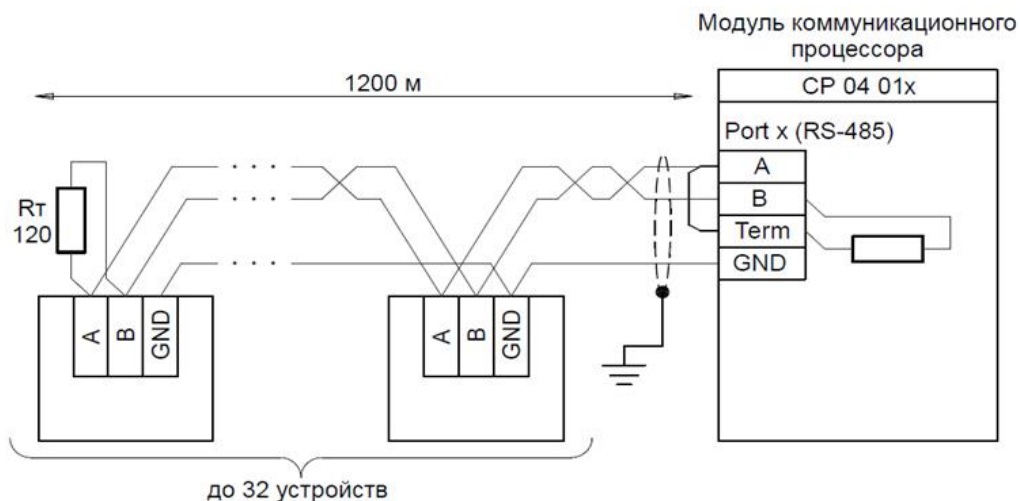 Модуль коммуникационного
процессора
1200 м
CP 04 01x
Port x (RS-485)
A
B
Term
GND
Rт
120
· · ·
· · ·
· · ·
A
B
GND
A
B
GND
до 32 устройств